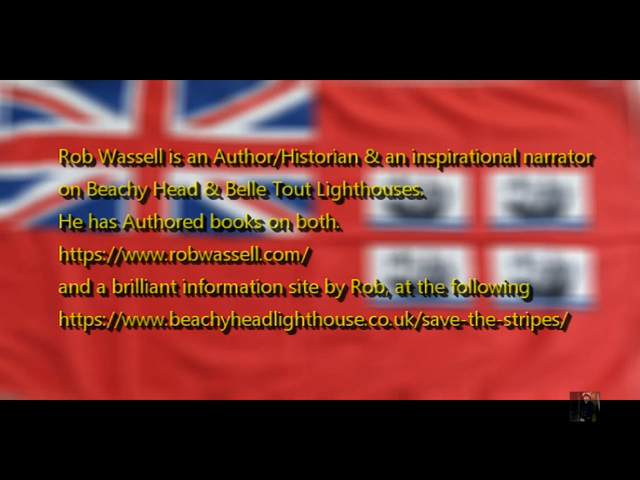 Rob Wassell is an Author/Historian & an inspirational narrator
on Beachy Head & Belle Tout Lighthouses.
He has Authored books on both.
https://www.robwassell.com/
and a brilliant information site by Rob, at the following
https://www.beachyheadlighthouse.co.uk/save-the-stripes/